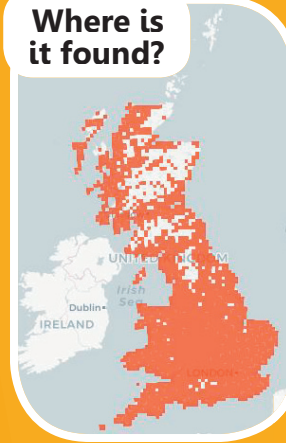 Where is
it found?
UNITED KINGDOM
Irish
Sea
Dublin
IRELAND
LONDON